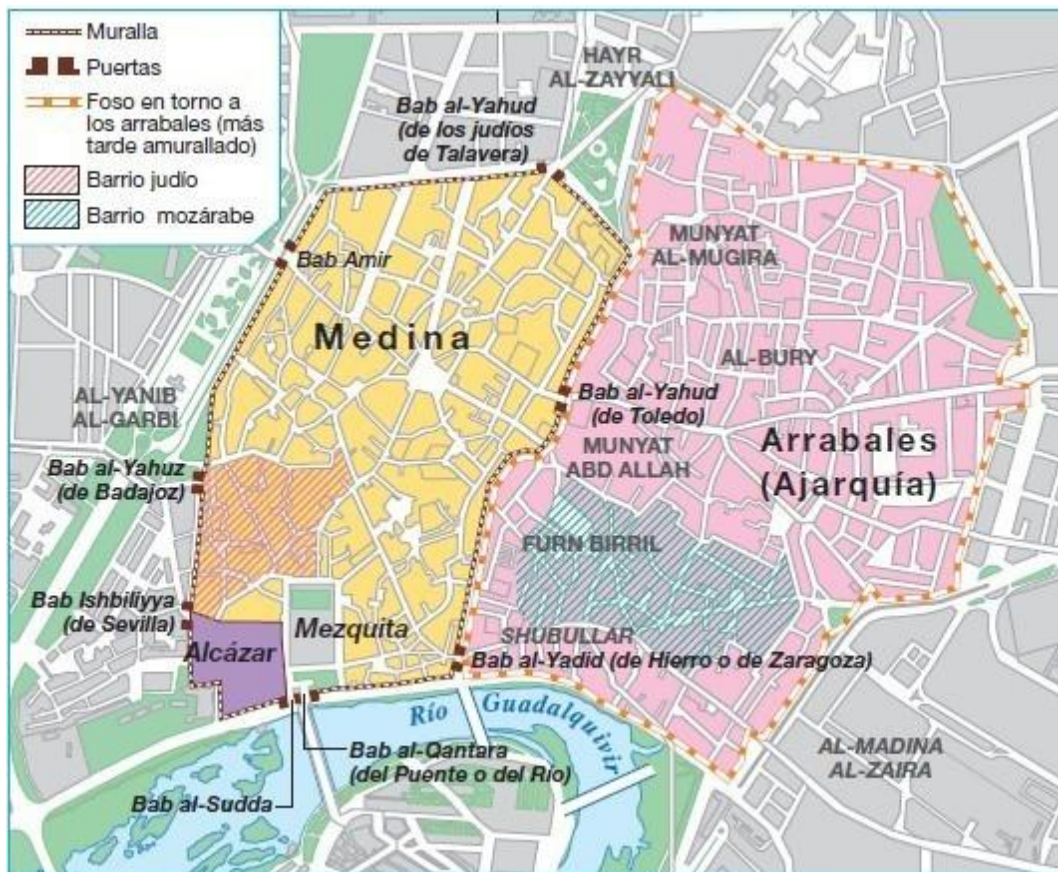 Muralla
Puertas
Foso en torno a
los arrabales (más
tarde amurallado)
Barrio judío
Barrio mozárabe
HAYR
AL-ZAYYALI
Bab al-Yahud
(de los judíos
de Talavera)
Bab Amir
MUNYAT
AL-MUGIRA
Medina
AL-BURY
AL-YANIB
AL-GARBI
Bab al-Yahud
(de Toledo)
MUNYAT
ABD ALLAH
Arrabales
(Ajarquía)
Bab al-Yahuz
(de Badajoz)
FURN BIRRIL
Bab Ishbiliyya
(de Sevilla)
Mezquita
Alcázar
SHUBULLAR
Bab al-Yadid (de Hierro o de Zaragoza)
Río Guadalquivir
Bab al-Qantara
(del Puente o del Río)
Bab al-Sudda
AL-MADINA
AL-ZAIRA